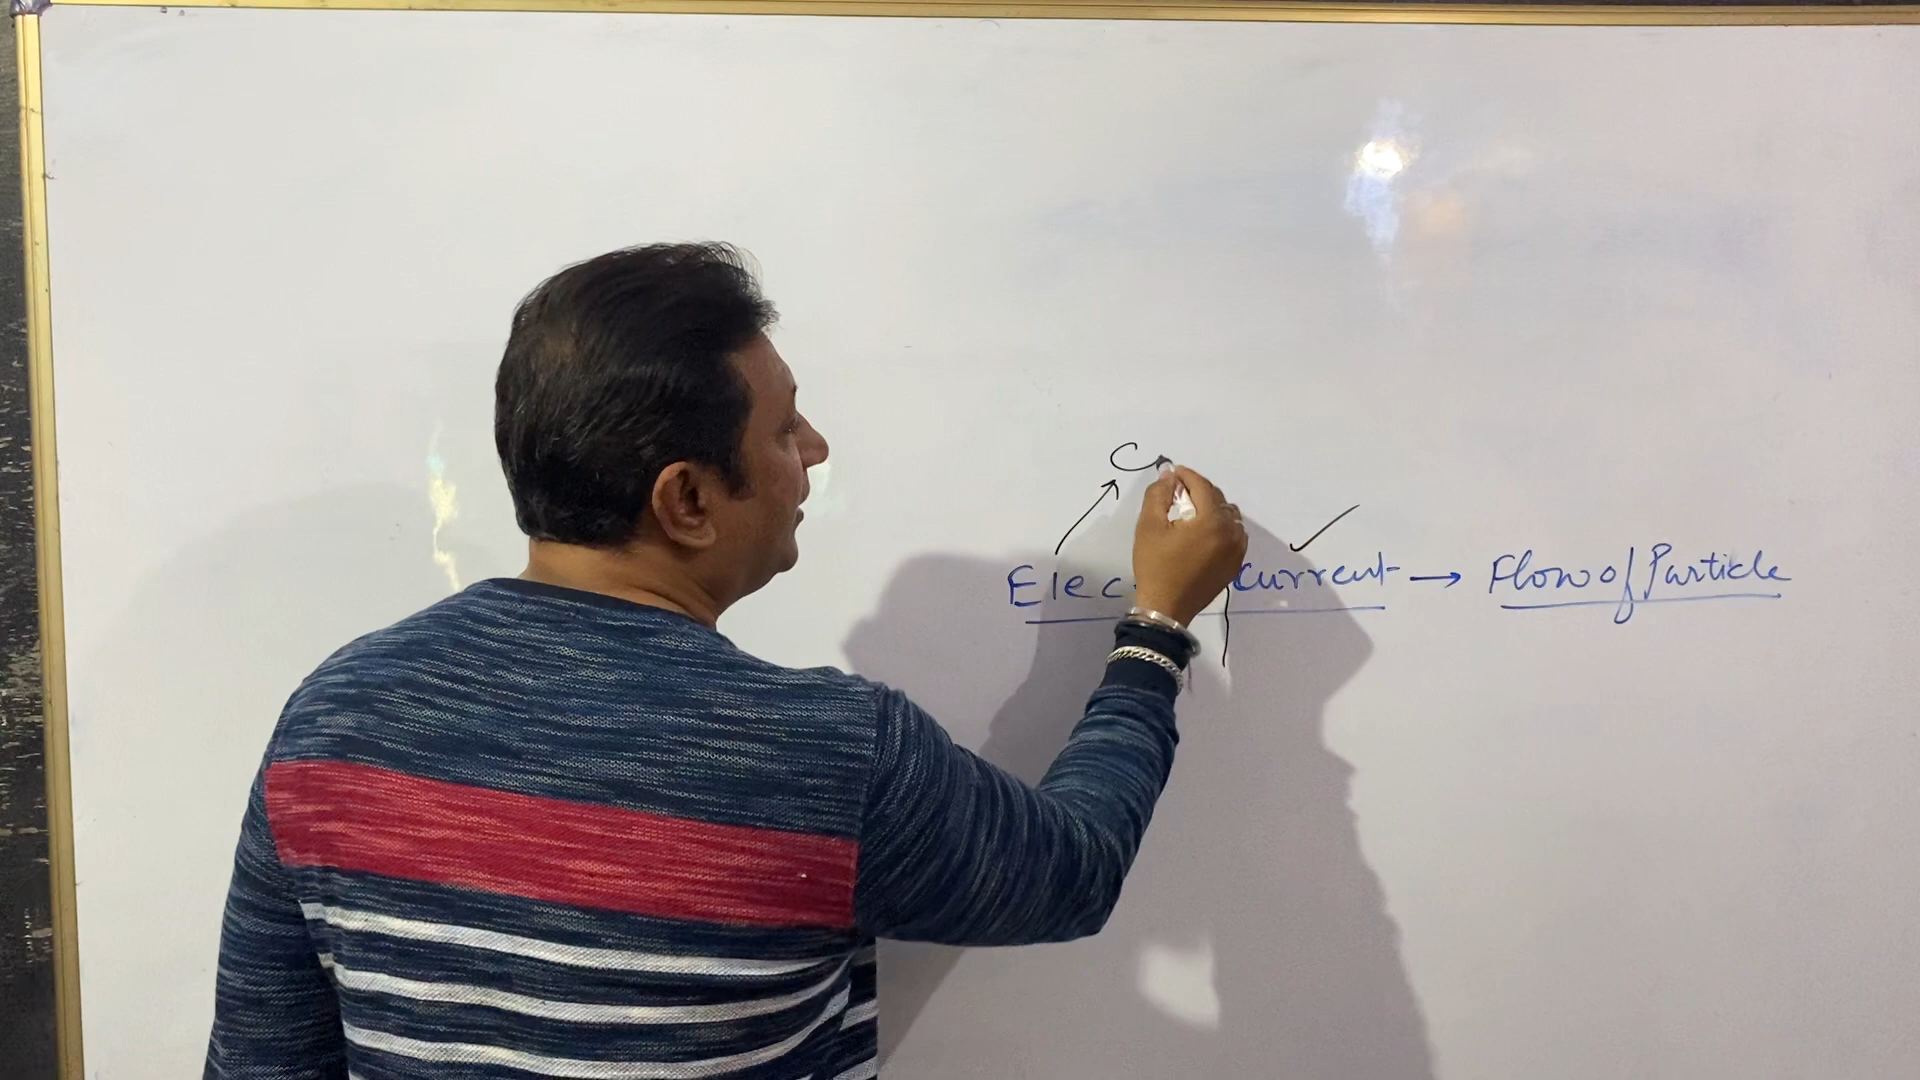 C
Elec current → Flow of Particle